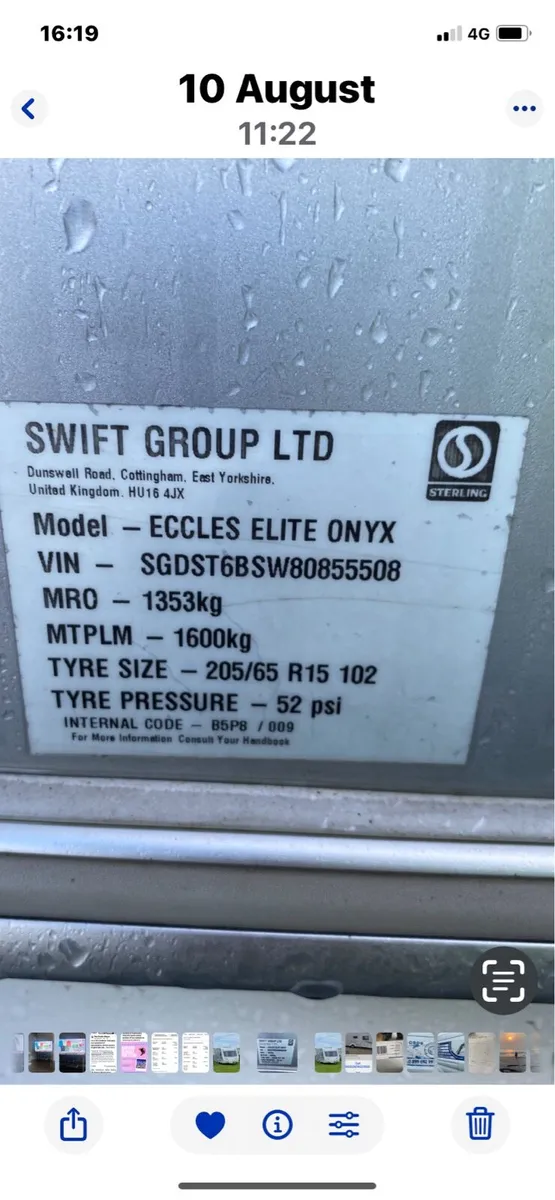 16:19
4G
10 August
11:22
SWIFT GROUP LTD
Dunswell Road, Cottingham, East Yorkshire,
United Kingdom. HU16 4JX
STERLING
Model – ECCLES ELITE ONYX
VIN – SGDST6BSW80855508
MRO – 1353kg
MTPLM – 1600kg
TYRE SIZE – 205/65 R15 102
TYRE PRESSURE – 52 psi
INTERNAL CODE – B5P8 / 009
For More Information Consult Your Handbook